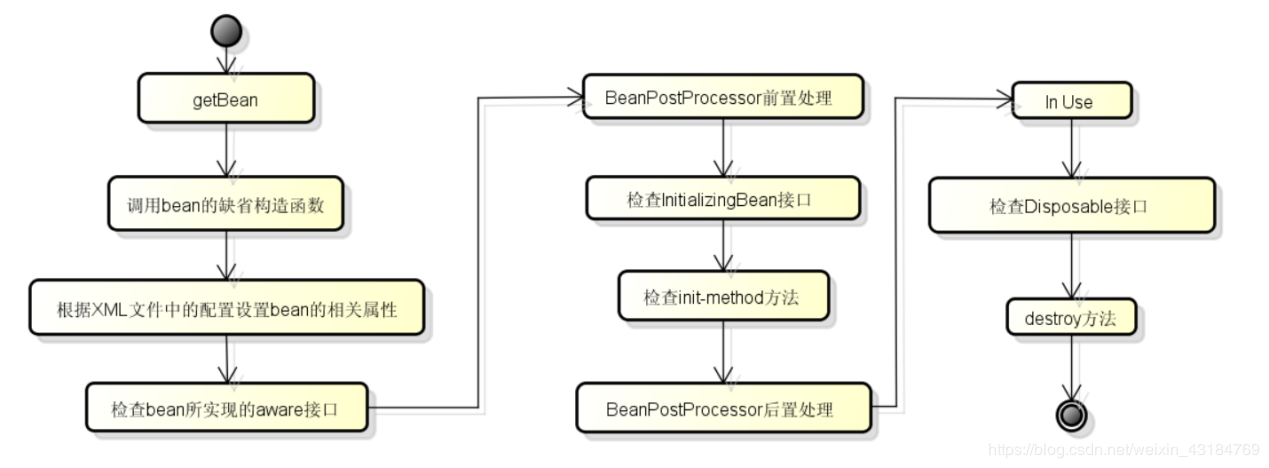 getBean
调用bean的缺省构造函数
根据XML文件中的配置设置bean的相关属性
检查bean所实现的aware接口
BeanPostProcessor前置处理
检查InitializingBean接口
检查init-method方法
BeanPostProcessor后置处理
In Use
检查Disposable接口
destroy方法
https://blog.csdn.net/weixin_43184769